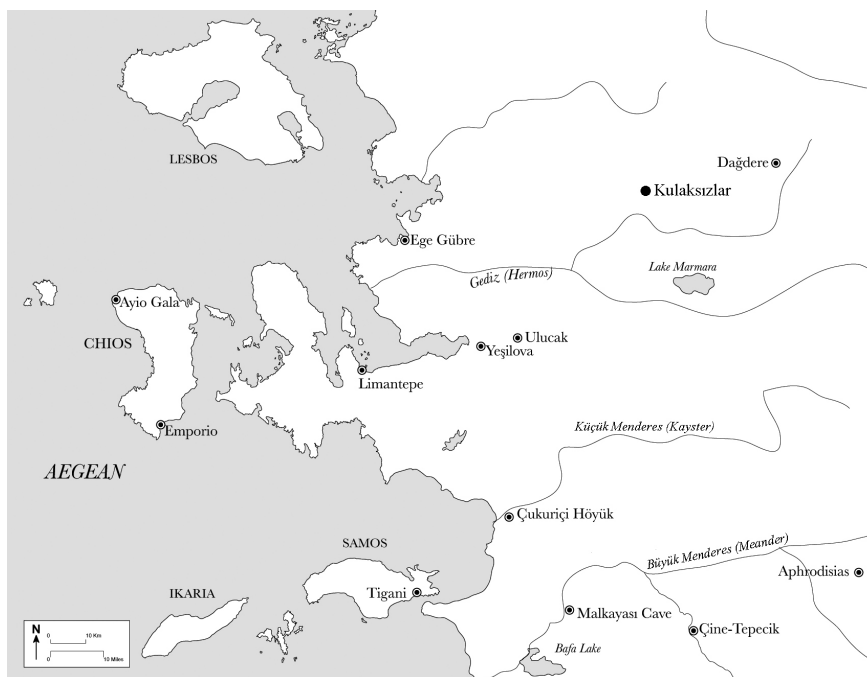 LESBOS
Dağdere
Kulaksızlar
Ege Gübre
Lake Marmara
Gediz (Hermos)
Ayio Gala
CHIOS
Ulucak
Yeşilova
Limantepe
Emporio
Küçük Menderes (Kayster)
AEGEAN
Çukuriçi Höyük
SAMOS
Büyük Menderes (Meander)
Aphrodisias
IKARIA
Tigani
Malkayası Cave
Çine-Tepecik
Bafa Lake
N
0 10 Km
0 10 Miles